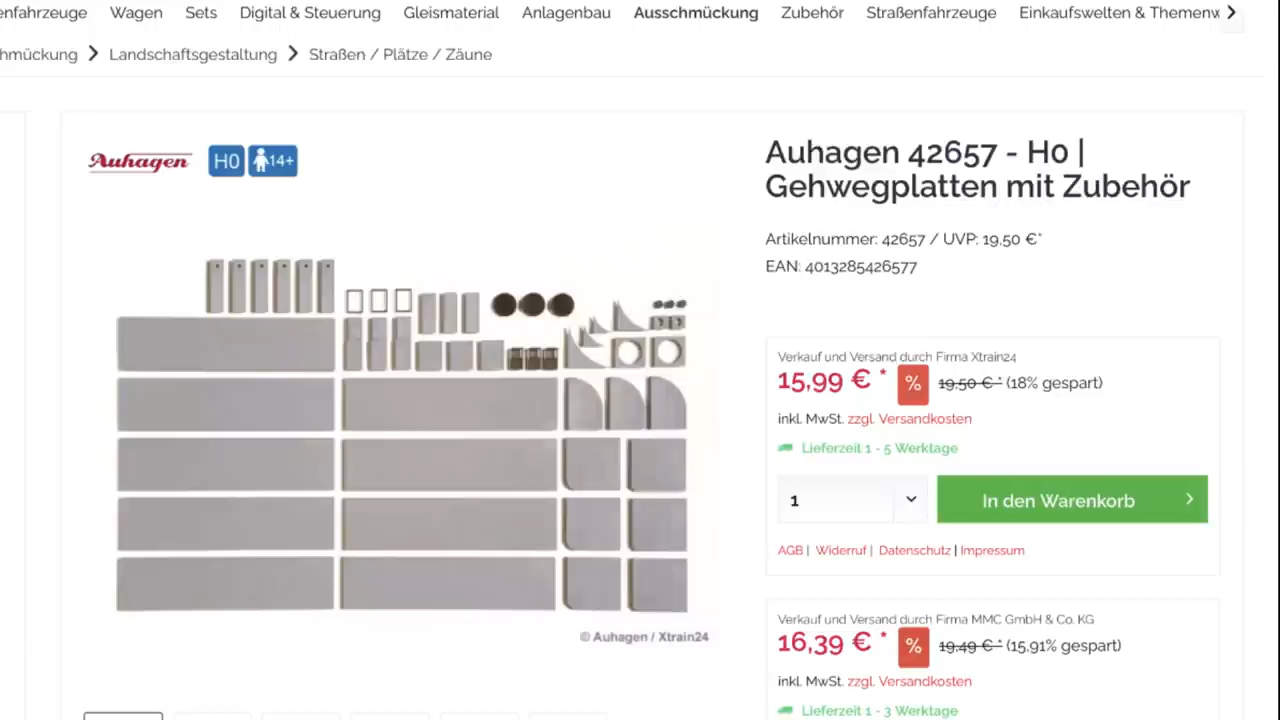 Wagen Sets Digital & Steuerung Gleismaterial Anlagenbau Ausschmückung Zubehör Straßenfahrzeuge Einkaufswelten &
Landschaftsgestaltung Straßen / Plätze / Zäune
Auhagen H0 14+
Auhagen 42657 - H0 |
Gehwegplatten mit Zubehör
Artikelnummer: 42657 / UVP: 19,50 €*
EAN: 4013285426577
Verkauf und Versand durch Firma Xtrain24
15,99 € * % 19,50 € * (18% gespart)
inkl. MwSt. zzgl. Versandkosten
Lieferzeit 1 - 5 Werktage
1 In den Warenkorb
AGB | Widerruf | Datenschutz | Impressum
© Auhagen / Xtrain24
Verkauf und Versand durch Firma MMC GmbH & Co. KG
16,39 € * % 19,49 € * (15,91% gespart)
inkl. MwSt. zzgl. Versandkosten
Lieferzeit 1 - 3 Werktage